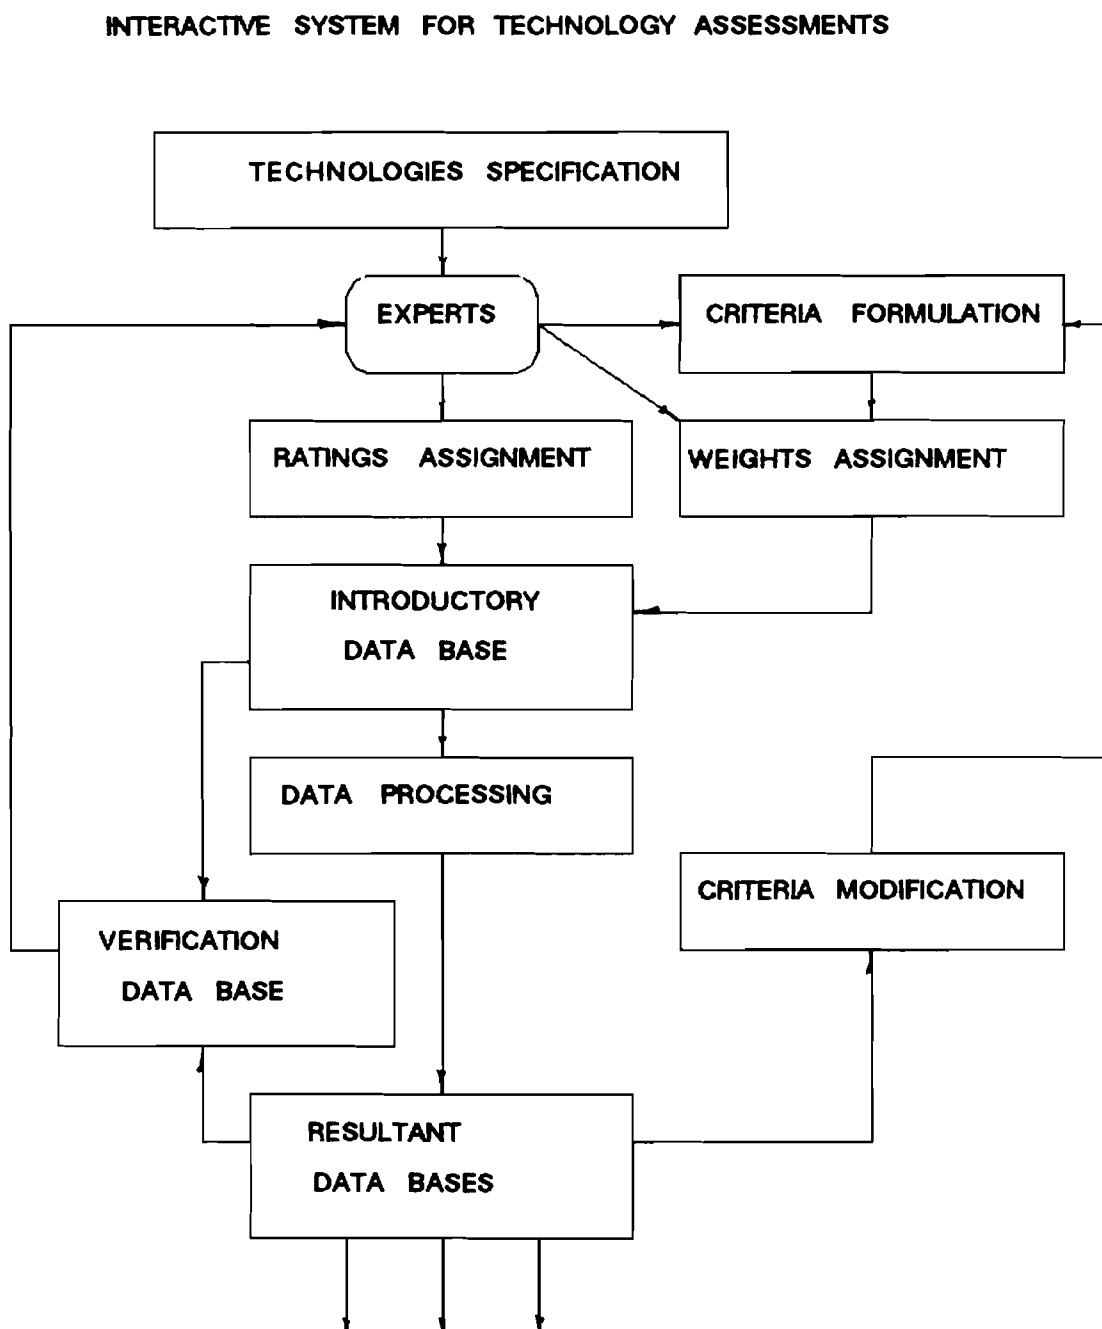 INTERACTIVE SYSTEM FOR TECHNOLOGY ASSESSMENTS
TECHNOLOGIES SPECIFICATION
EXPERTS
CRITERIA FORMULATION
RATINGS ASSIGNMENT
WEIGHTS ASSIGNMENT
INTRODUCTORY
DATA BASE
DATA PROCESSING
CRITERIA MODIFICATION
VERIFICATION
DATA BASE
RESULTANT
DATA BASES